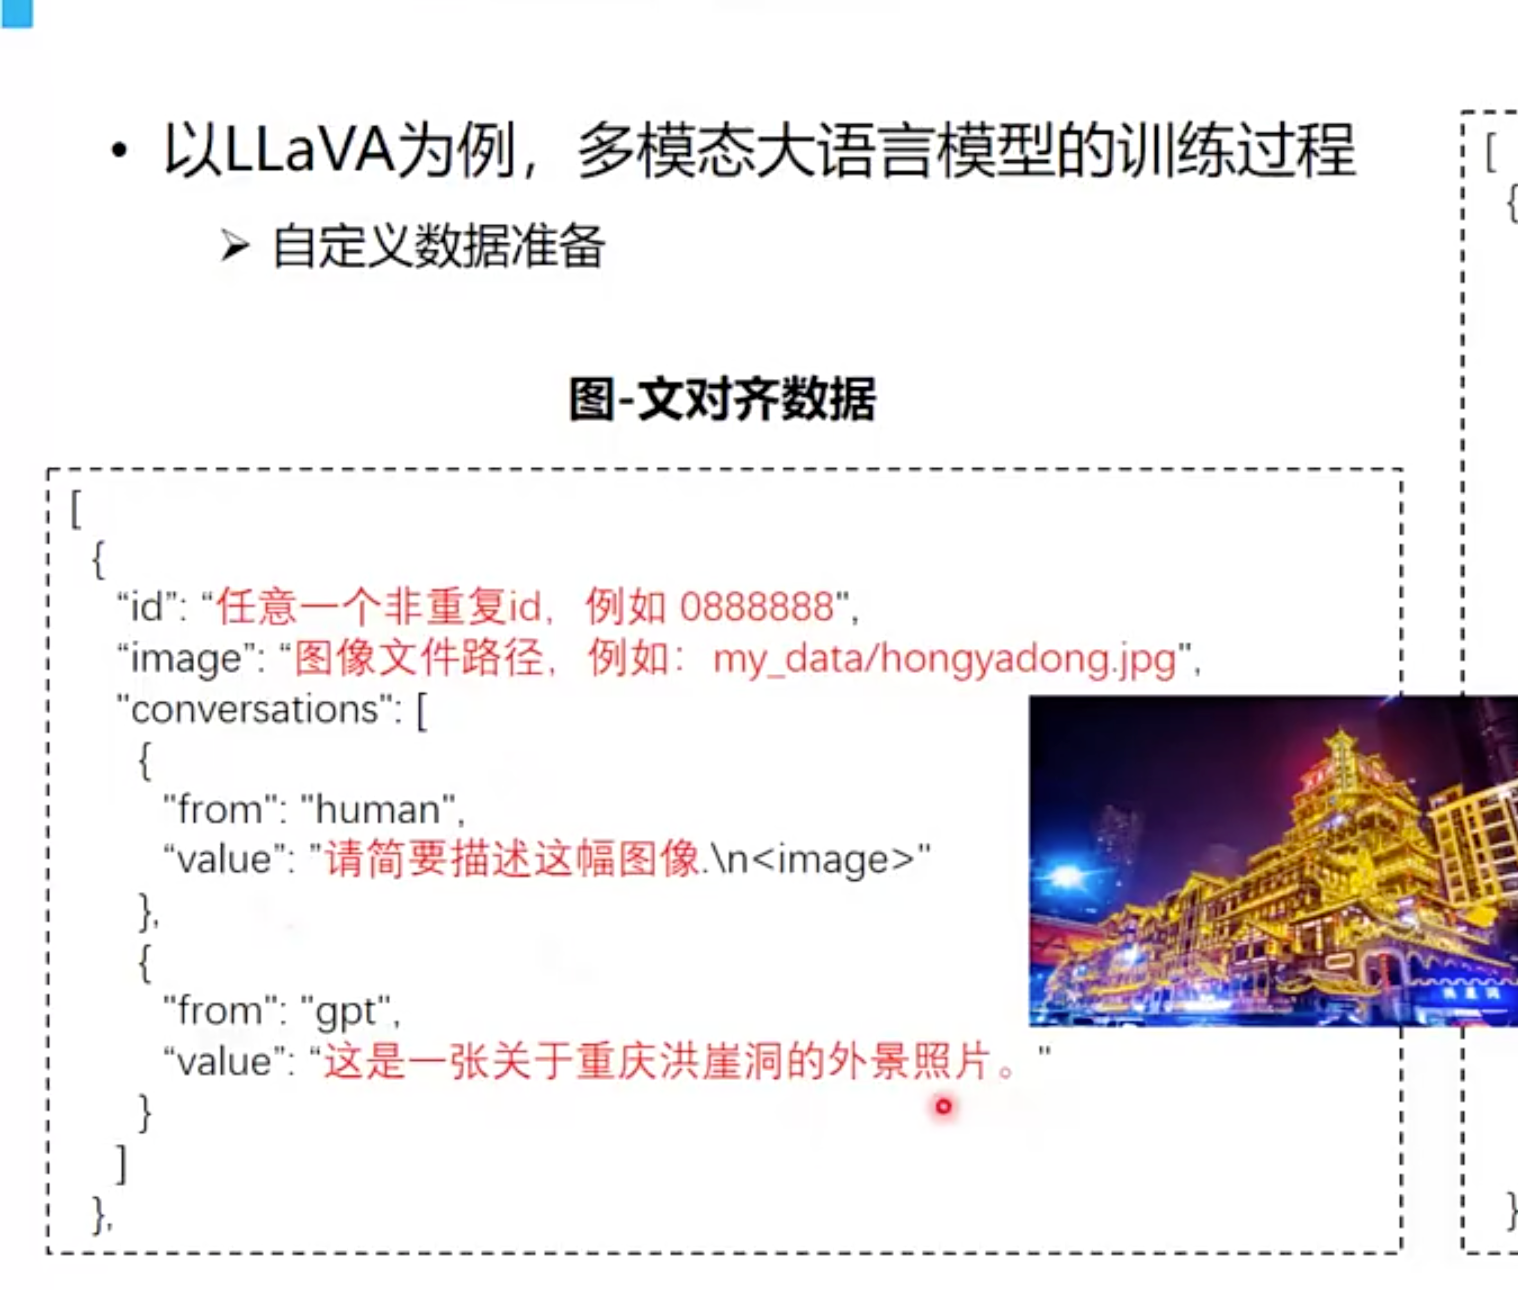 • 以LLaVA为例，多模态大语言模型的训练过程
➢ 自定义数据准备
图-文对齐数据
[
{
“id”: “任意一个非重复id，例如 0888888",
“image”: “图像文件路径，例如：my_data/hongyadong.jpg",
"conversations": [
{
"from": "human",
“value”: ”请简要描述这幅图像.\n<image>"
},
{
"from": "gpt",
“value”: “这是一张关于重庆洪崖洞的外景照片。"
}
]
},
[
{
}
洪崖洞